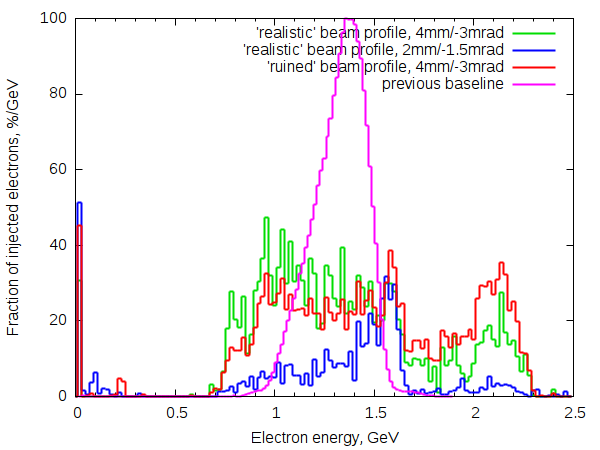 'realistic' beam profile, 4mm/-3mrad
'realistic' beam profile, 2mm/-1.5mrad
'ruined' beam profile, 4mm/-3mrad
previous baseline
Fraction of injected electrons, %/GeV
100
80
60
40
20
0
0 0.5 1 1.5 2 2.5
Electron energy, GeV